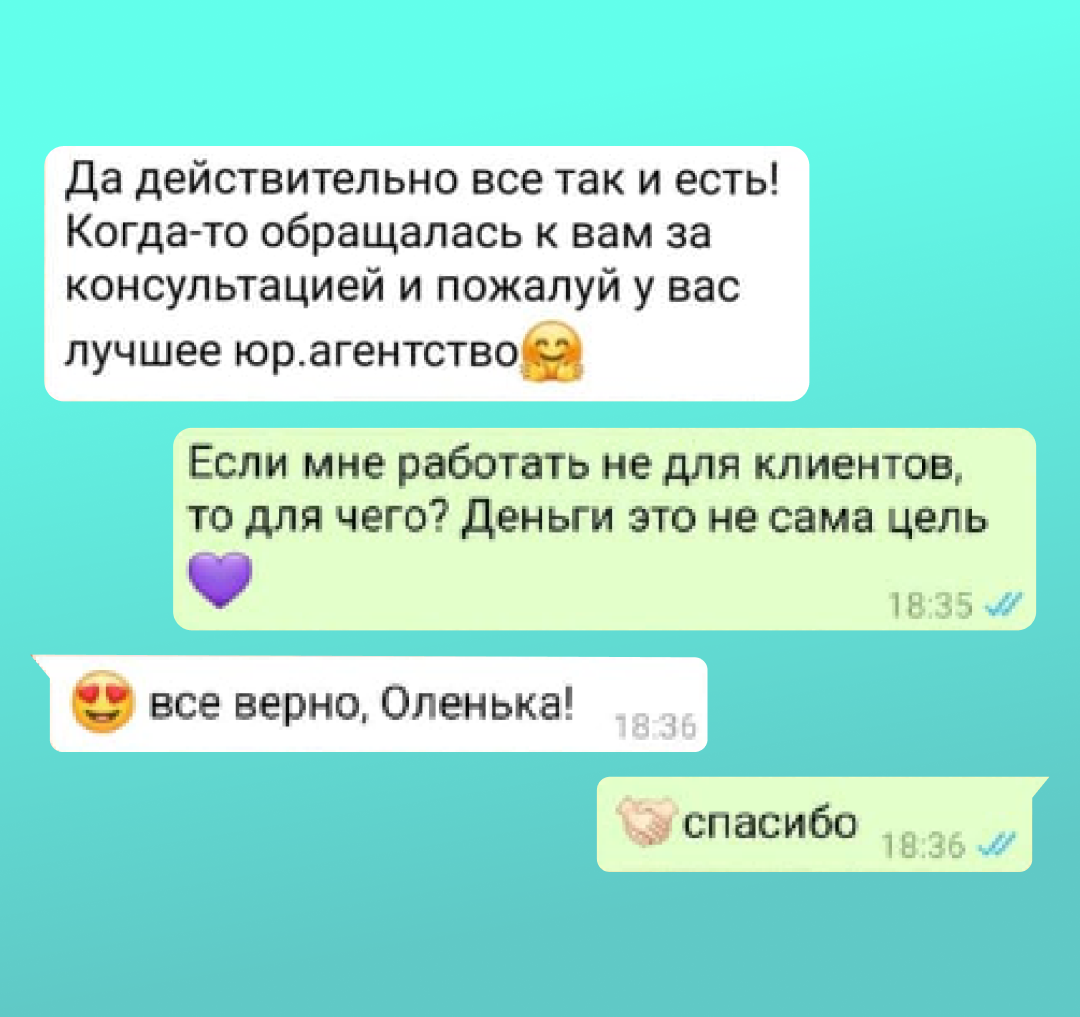 Да действительно все так и есть!
Когда-то обращалась к вам за
консультацией и пожалуй у вас
лучшее юр.агентство🤗
Если мне работать не для клиентов,
то для чего? Деньги это не сама цель
💜
18:35
😍 все верно, Оленька!
18:36
🤝🏻спасибо
18:36